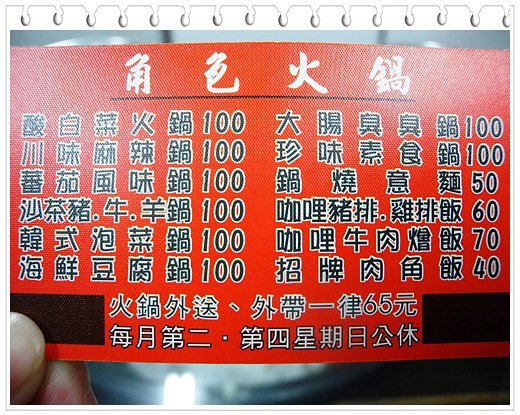 角色火鍋
酸白菜火鍋100
川味麻辣鍋100
蕃茄風味鍋100
沙茶豬.牛.羊鍋100
韓式泡菜鍋100
海鮮豆腐鍋100
大腸臭臭鍋100
珍味素食鍋100
鍋燒意麵50
咖哩豬排.雞排飯60
咖哩牛肉燴飯70
招牌肉角飯40
火鍋外送、外帶一律65元
每月第二‧第四星期日公休